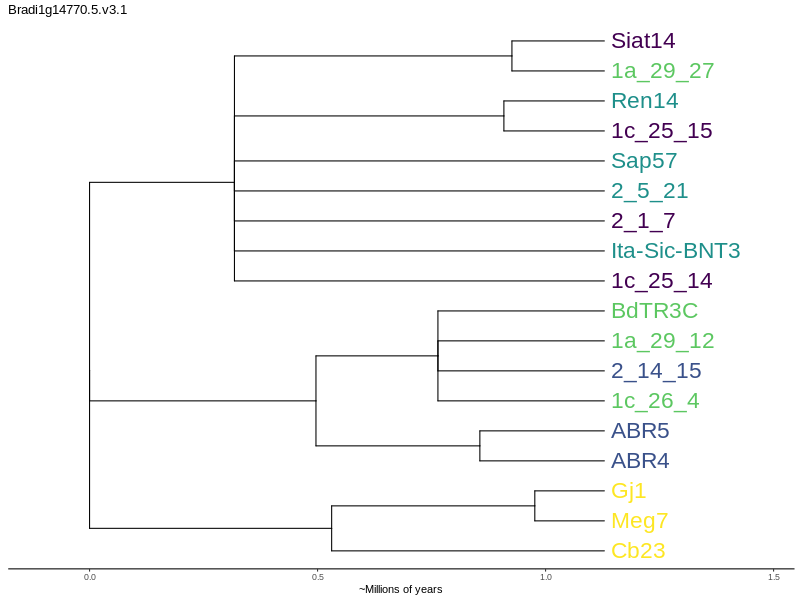 Bradi1g14770.5.v3.1
Siat14
1a_29_27
Ren14
1c_25_15
Sap57
2_5_21
2_1_7
Ita-Sic-BNT3
1c_25_14
BdTR3C
1a_29_12
2_14_15
1c_26_4
ABR5
ABR4
Gj1
Meg7
Cb23
0.0 0.5 1.0 1.5
~Millions of years